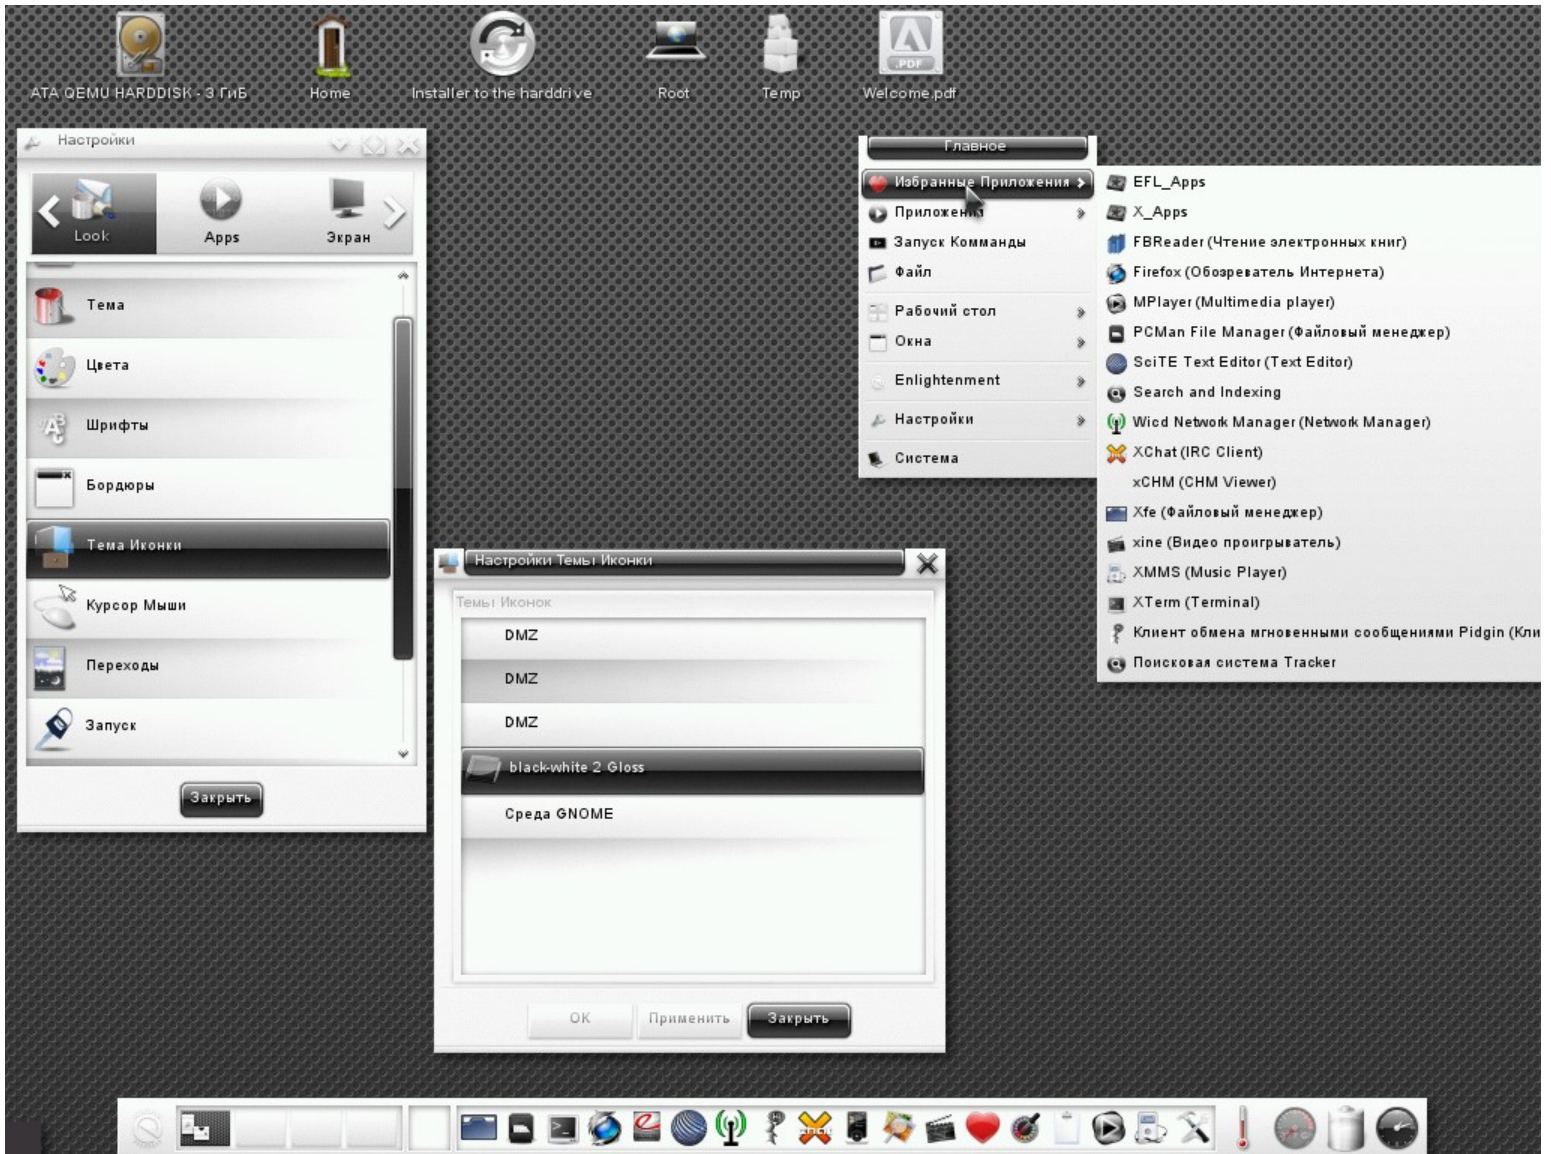 ATA QEMU HARDDISK - 3 ГиБ
Home
Installer to the harddrive
Root
Temp
.PDF
Welcome.pdf
Настройки
Look
Apps
Экран
Тема
Цвета
Шрифты
Бордюры
Тема Иконки
Курсор Мыши
Переходы
Запуск
Закрыть
Главное
Избранные Приложения
Приложения
Запуск Комманды
Файл
Рабочий стол
Окна
Enlightenment
Настройки
Система
EFL_Apps
X_Apps
FBReader (Чтение электронных книг)
Firefox (Обозреватель Интернета)
MPlayer (Multimedia player)
PCMan File Manager (Файловый менеджер)
SciTE Text Editor (Text Editor)
Search and Indexing
Wicd Network Manager (Network Manager)
XChat (IRC Client)
xCHM (CHM Viewer)
Xfe (Файловый менеджер)
xine (Видео проигрыватель)
XMMS (Music Player)
XTerm (Terminal)
Клиент обмена мгновенными сообщениями Pidgin (Кли
Поисковая система Tracker
Настройки Темы Иконки
Темы Иконок
DMZ
DMZ
DMZ
black-white 2 Gloss
Среда GNOME
OK
Применить
Закрыть